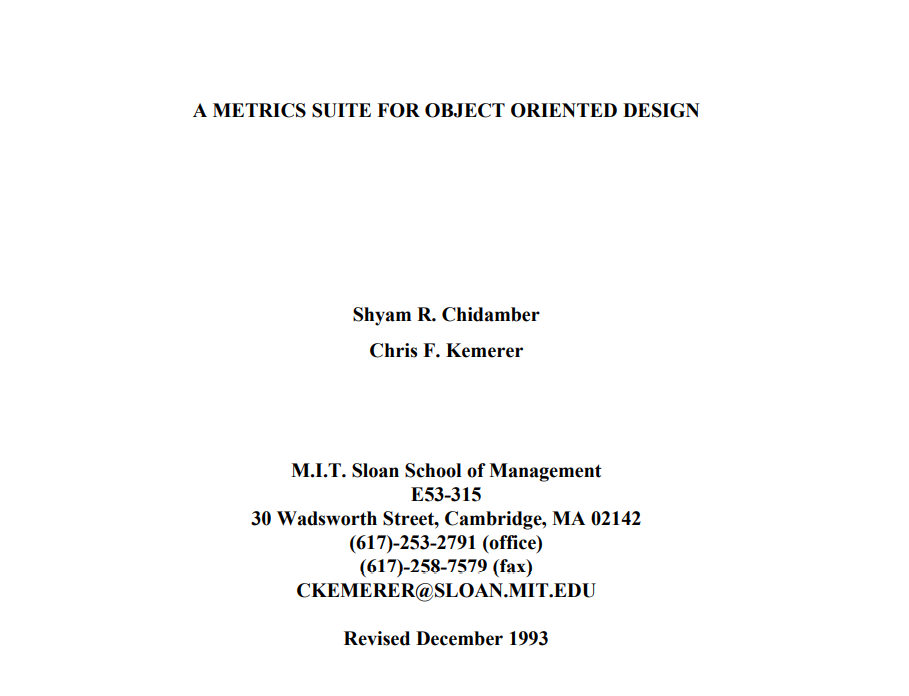 A METRICS SUITE FOR OBJECT ORIENTED DESIGN
Shyam R. Chidamber
Chris F. Kemerer
M.I.T. Sloan School of Management
E53-315
30 Wadsworth Street, Cambridge, MA 02142
(617)-253-2791 (office)
(617)-258-7579 (fax)
CKEMERER@SLOAN.MIT.EDU
Revised December 1993